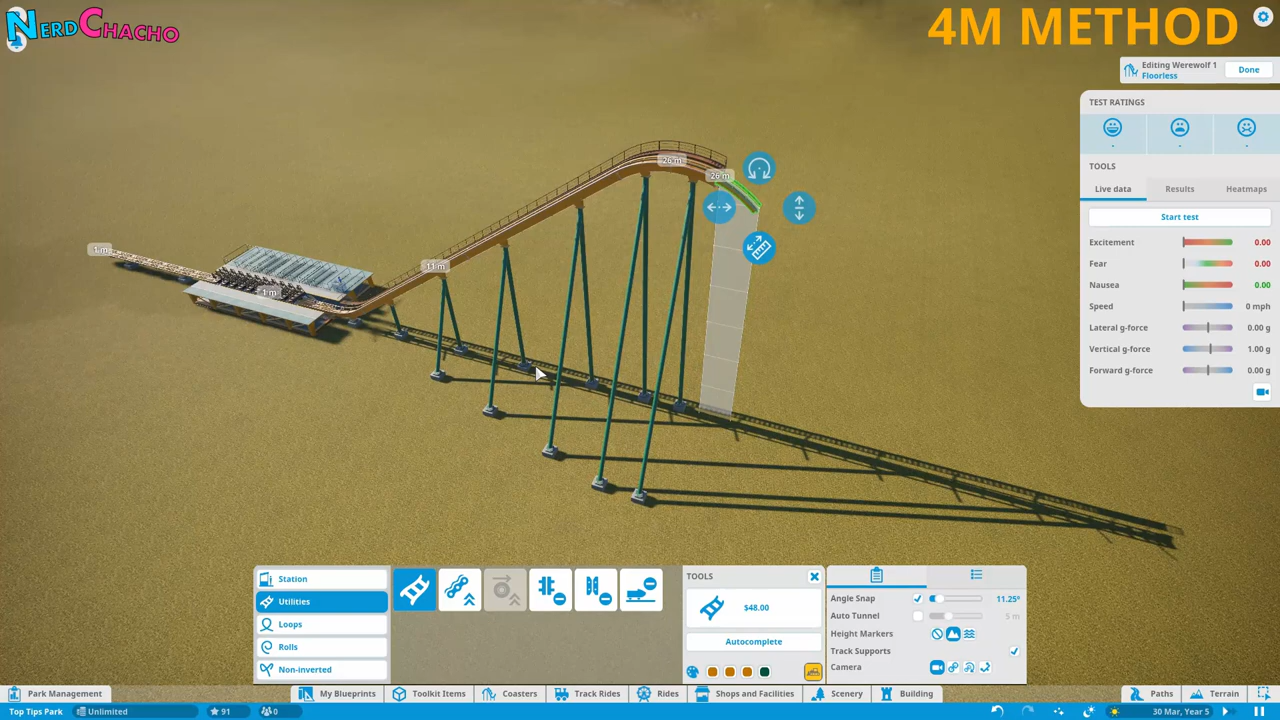 NERDCHACHO
4M METHOD
Editing Werewolf 1
Floorless
Done
TEST RATINGS
- - -
TOOLS
Live data Results Heatmaps
Start test
Excitement 0.00
Fear 0.00
Nausea 0.00
Speed 0 mph
Lateral g-force 0.00 g
Vertical g-force 1.00 g
Forward g-force 0.00 g
26 m
26 m
1 m
11 m
1 m
Station
Utilities
Loops
Rolls
Non-inverted
TOOLS
$48.00
Autocomplete
Angle Snap 11.25°
Auto Tunnel 5 m
Height Markers
Track Supports
Camera
Park Management My Blueprints Toolkit Items Coasters Track Rides Rides Shops and Facilities Scenery Building Paths Terrain
Top Tips Park Unlimited 91 0 30 Mar, Year 5